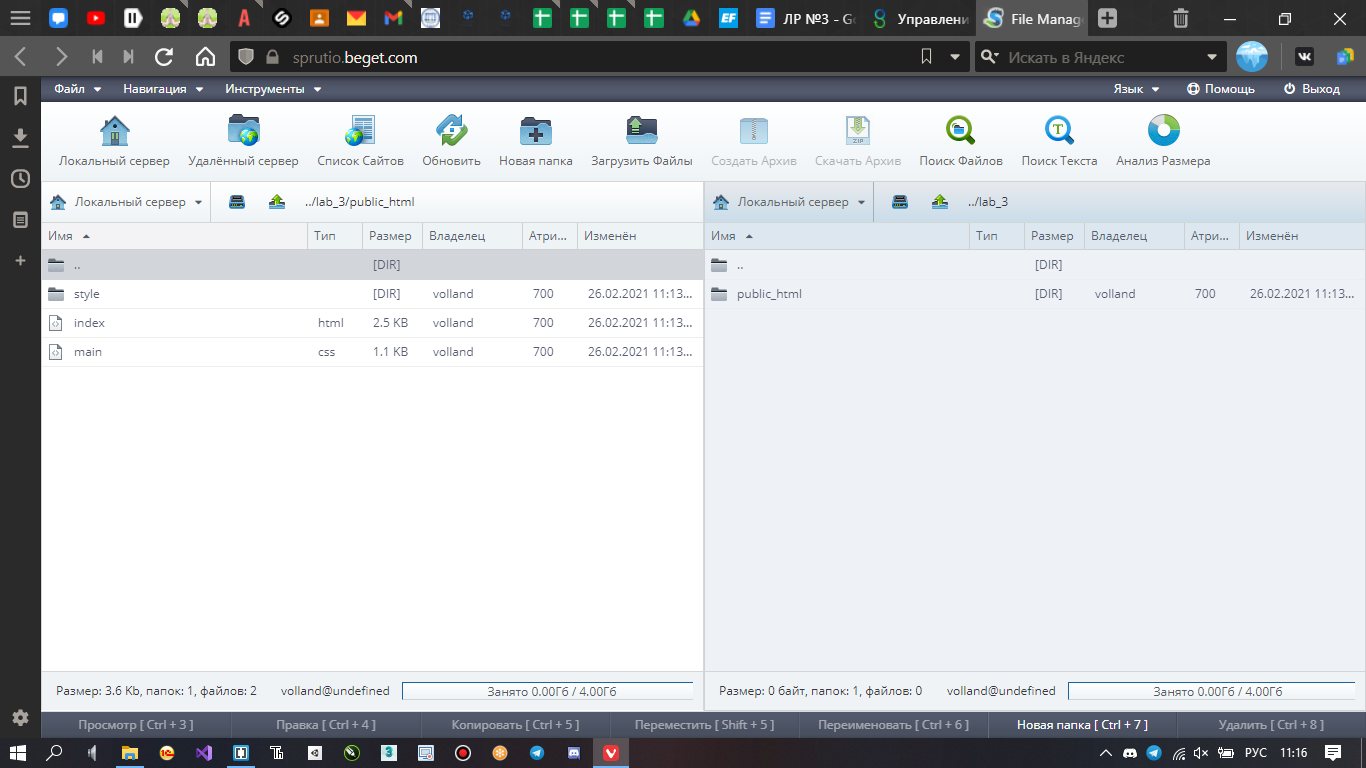 ЛР №3 - Go
Управлени
File Manag
sprutio.beget.com
Искать в Яндекс
Файл Навигация Инструменты Язык Помощь Выход
Локальный сервер Удалённый сервер Список Сайтов Обновить Новая папка Загрузить Файлы Создать Архив Скачать Архив Поиск Файлов Поиск Текста Анализ Размера
Локальный сервер ../lab_3/public_html
Имя Тип Размер Владелец Атри... Изменён
.. [DIR]
style [DIR] volland 700 26.02.2021 11:13...
index html 2.5 KB volland 700 26.02.2021 11:13...
main css 1.1 KB volland 700 26.02.2021 11:13...
Размер: 3.6 Kb, папок: 1, файлов: 2 volland@undefined Занято 0.00Гб / 4.00Гб
Локальный сервер ../lab_3
Имя Тип Размер Владелец Атри... Изменён
.. [DIR]
public_html [DIR] volland 700 26.02.2021 11:13...
Размер: 0 байт, папок: 1, файлов: 0 volland@undefined Занято 0.00Гб / 4.00Гб
Просмотр [ Ctrl + 3 ] Правка [ Ctrl + 4 ] Копировать [ Ctrl + 5 ] Переместить [ Shift + 5 ] Переименовать [ Ctrl + 6 ] Новая папка [ Ctrl + 7 ] Удалить [ Ctrl + 8 ]
РУС 11:16